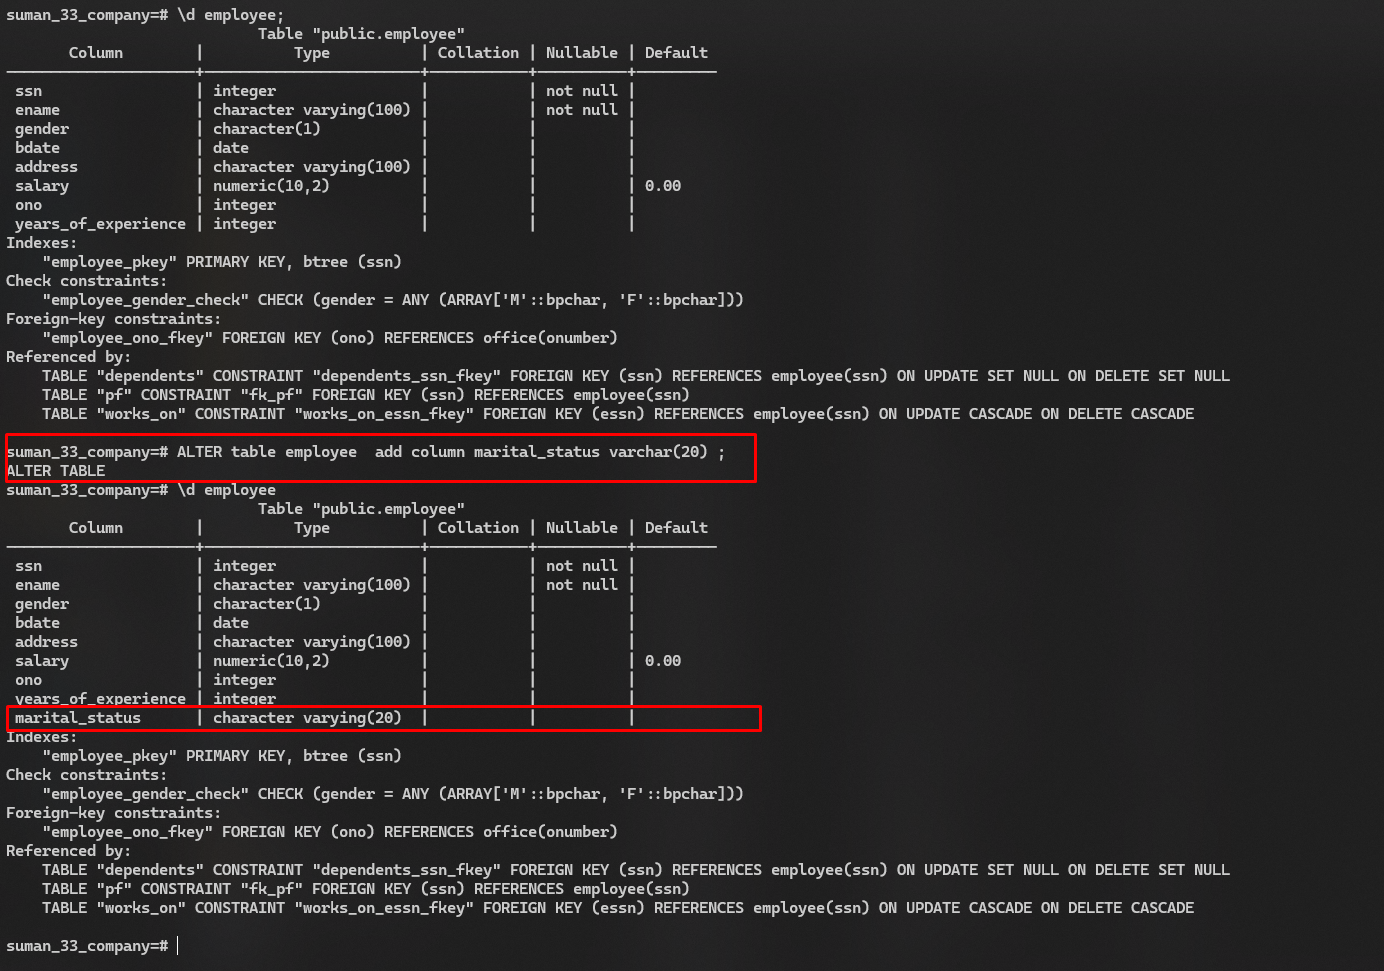 suman_33_company=# \d employee;
Table "public.employee"
Column | Type | Collation | Nullable | Default
ssn | integer | | not null |
ename | character varying(100) | | not null |
gender | character(1) | | |
bdate | date | | |
address | character varying(100) | | |
salary | numeric(10,2) | | | 0.00
ono | integer | | |
years_of_experience | integer | | |
Indexes:
"employee_pkey" PRIMARY KEY, btree (ssn)
Check constraints:
"employee_gender_check" CHECK (gender = ANY (ARRAY['M'::bpchar, 'F'::bpchar]))
Foreign-key constraints:
"employee_ono_fkey" FOREIGN KEY (ono) REFERENCES office(onumber)
Referenced by:
TABLE "dependents" CONSTRAINT "dependents_ssn_fkey" FOREIGN KEY (ssn) REFERENCES employee(ssn) ON UPDATE SET NULL ON DELETE SET NULL
TABLE "pf" CONSTRAINT "fk_pf" FOREIGN KEY (ssn) REFERENCES employee(ssn)
TABLE "works_on" CONSTRAINT "works_on_essn_fkey" FOREIGN KEY (essn) REFERENCES employee(ssn) ON UPDATE CASCADE ON DELETE CASCADE
suman_33_company=# ALTER table employee  add column marital_status varchar(20) ;
ALTER TABLE
suman_33_company=# \d employee
Table "public.employee"
Column | Type | Collation | Nullable | Default
ssn | integer | | not null |
ename | character varying(100) | | not null |
gender | character(1) | | |
bdate | date | | |
address | character varying(100) | | |
salary | numeric(10,2) | | | 0.00
ono | integer | | |
years_of_experience | integer | | |
marital_status | character varying(20) | | |
Indexes:
"employee_pkey" PRIMARY KEY, btree (ssn)
Check constraints:
"employee_gender_check" CHECK (gender = ANY (ARRAY['M'::bpchar, 'F'::bpchar]))
Foreign-key constraints:
"employee_ono_fkey" FOREIGN KEY (ono) REFERENCES office(onumber)
Referenced by:
TABLE "dependents" CONSTRAINT "dependents_ssn_fkey" FOREIGN KEY (ssn) REFERENCES employee(ssn) ON UPDATE SET NULL ON DELETE SET NULL
TABLE "pf" CONSTRAINT "fk_pf" FOREIGN KEY (ssn) REFERENCES employee(ssn)
TABLE "works_on" CONSTRAINT "works_on_essn_fkey" FOREIGN KEY (essn) REFERENCES employee(ssn) ON UPDATE CASCADE ON DELETE CASCADE
suman_33_company=#